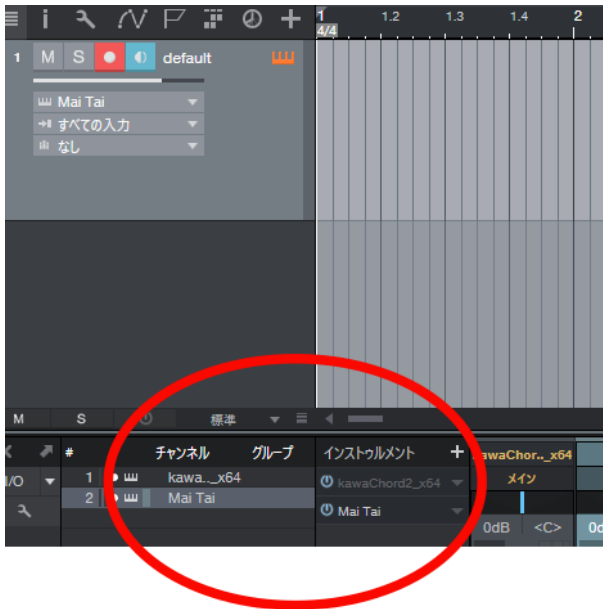 1 1.2 1.3 1.4 2
4/4
1 M S default
Mai Tai
すべての入力
なし
M S 標準
# チャンネル グループ インストゥルメント + awaChor.._x64
I/O 1 kawa.._x64 kawaChord2_x64 メイン
2 Mai Tai Mai Tai
0dB <C> 0d